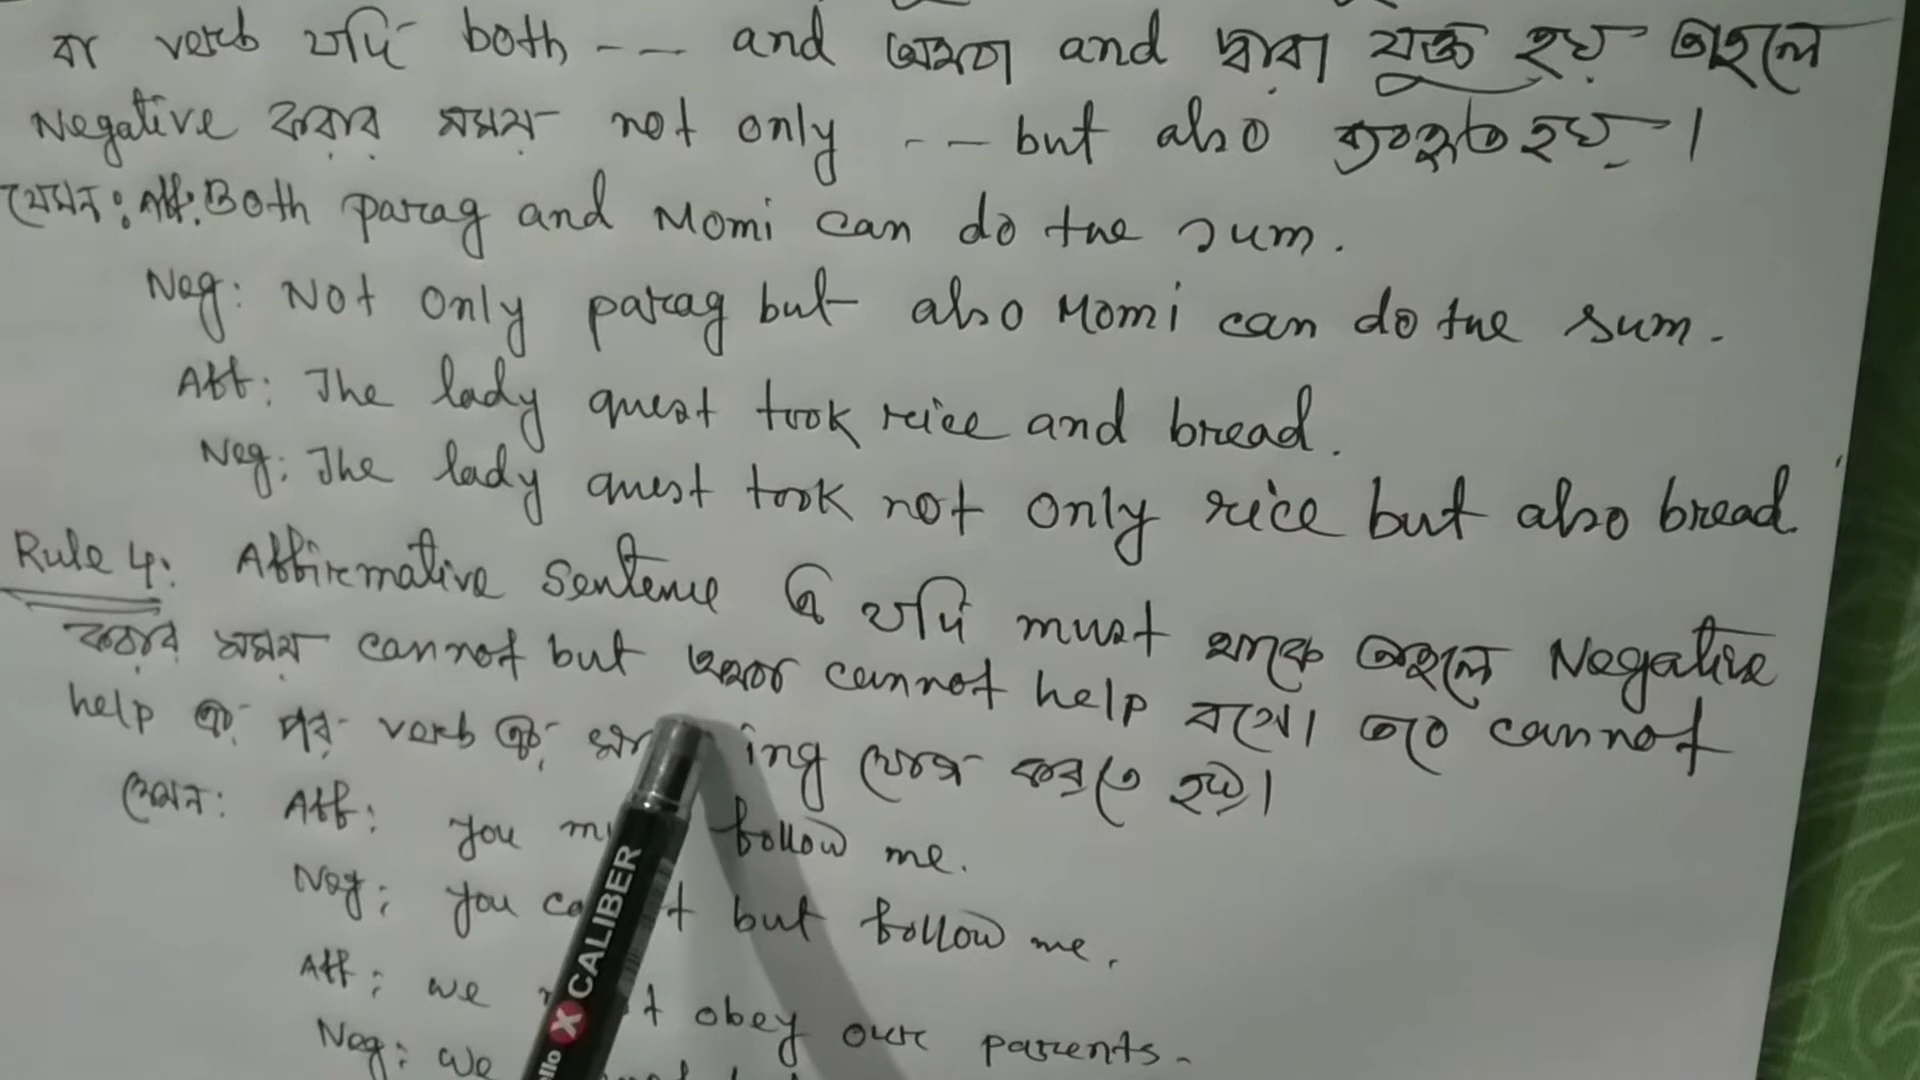 বা verb যদি both -- — and অথবা and দ্বারা যুক্ত হয় তাহলে
Negative করার সময় not only -- — but also ব্যবহৃত হয়।
যেমন: Aff: Both parag and Momi can do the sum.
Neg: Not only parag but also Momi can do the sum.
Aff: The lady guest took rice and bread.
Neg: The lady guest took not only rice but also bread
Rule 4: Affirmative Sentence এ যদি must থাকে তাহলে Negative
করার সময় cannot but অথবা cannot help বসে। তবে cannot
help এর পর verb এর ing যোগ করতে হয়।
যেমন: Aff: You follow me.
Neg: You but follow me.
Aff: we obey our parents.
Neg: we
CALIBER